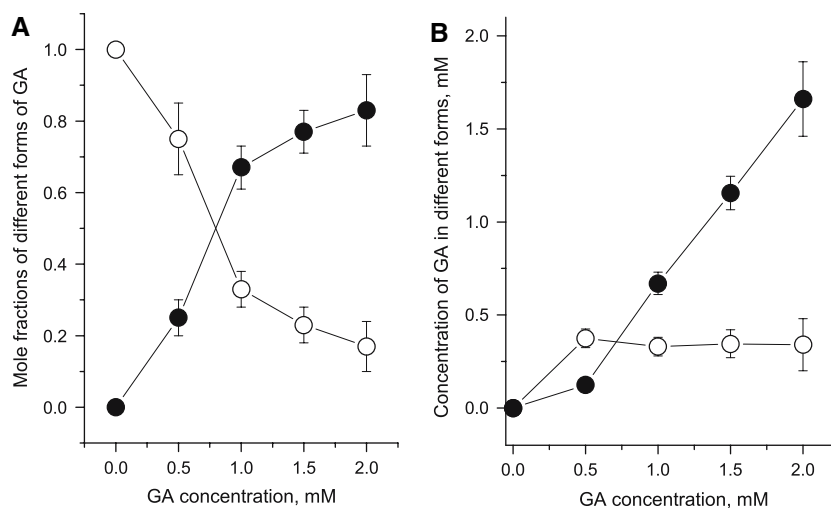 A
Mole fractions of different forms of GA
1.0
0.8
0.6
0.4
0.2
0.0
0.0 0.5 1.0 1.5 2.0
GA concentration, mM
B
Concentration of GA in different forms, mM
2.0
1.5
1.0
0.5
0.0
0.0 0.5 1.0 1.5 2.0
GA concentration, mM